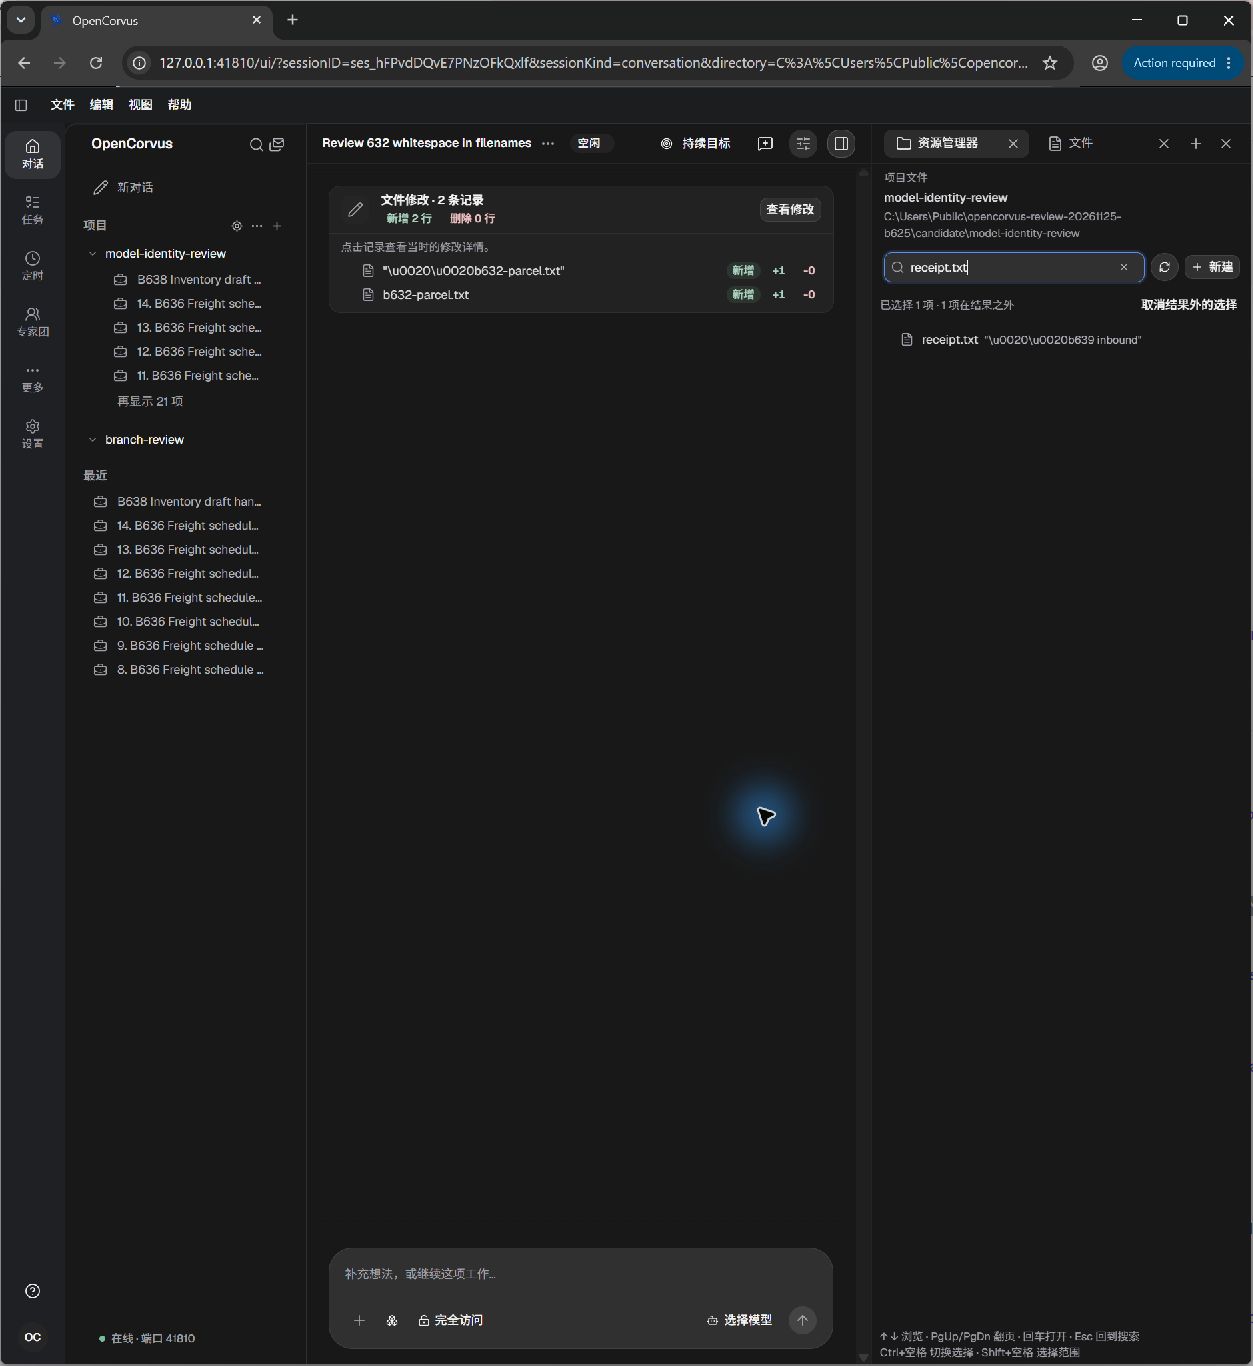 OpenCorvus
127.0.0.1:41810/ui/?sessionID=ses_hFPvdDQvE7PNzOFkQxlf&sessionKind=conversation&directory=C%3A%5CUsers%5CPublic%5Copencor...
Action required
文件 编辑 视图 帮助
对话
任务
定时
专家团
更多
设置
OC
OpenCorvus
新对话
项目
model-identity-review
B638 Inventory draft ...
14. B636 Freight sche...
13. B636 Freight sche...
12. B636 Freight sche...
11. B636 Freight sche...
再显示 21 项
branch-review
最近
B638 Inventory draft han...
14. B636 Freight schedul...
13. B636 Freight schedul...
12. B636 Freight schedul...
11. B636 Freight schedule...
10. B636 Freight schedul...
9. B636 Freight schedule ...
8. B636 Freight schedule ...
在线 · 端口 41810
Review 632 whitespace in filenames ··· 空闲 持续目标
文件修改 · 2 条记录
新增 2 行 删除 0 行
查看修改
点击记录查看当时的修改详情。
"\u0020\u0020b632-parcel.txt" 新增 +1 -0
b632-parcel.txt 新增 +1 -0
补充想法，或继续这项工作...
完全访问 选择模型
资源管理器 文件
项目文件
model-identity-review
C:\Users\Public\opencorvus-review-20261125-
b625\candidate\model-identity-review
receipt.txt
新建
已选择 1 项 · 1 项在结果之外 取消结果外的选择
receipt.txt "\u0020\u0020b639 inbound"
↑↓ 浏览 · PgUp/PgDn 翻页 · 回车打开 · Esc 回到搜索
Ctrl+空格 切换选择 · Shift+空格 选择范围